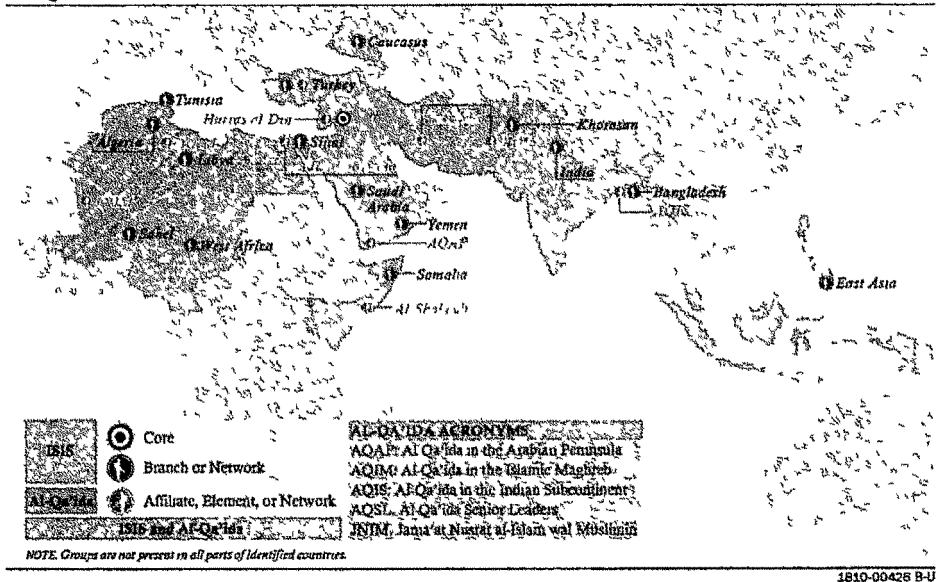 Caucasus
Turkey
Tunisia
Hurras al Din
Khorasan
Algeria
Sinai
Libya
India
Saudi
Arabia
Bangladesh
AQIS
Yemen
AQAP
Sahel
West Africa
Somalia
East Asia
Al Shabaab
ISIS
Core
Branch or Network
Al-Qa'ida
Affiliate, Element, or Network
ISIS and Al-Qa'ida
AL-QA'IDA ACRONYMS
AQAP: Al Qa'ida in the Arabian Peninsula
AQIM: Al Qa'ida in the Islamic Maghreb
AQIS: Al-Qa'ida in the Indian Subcontinent
AQSL: Al-Qa'ida Senior Leaders
JNIM: Jama'at Nusrat al-Islam wal Muslimin
NOTE. Groups are not present in all parts of identified countries.
1810-00426 B-U